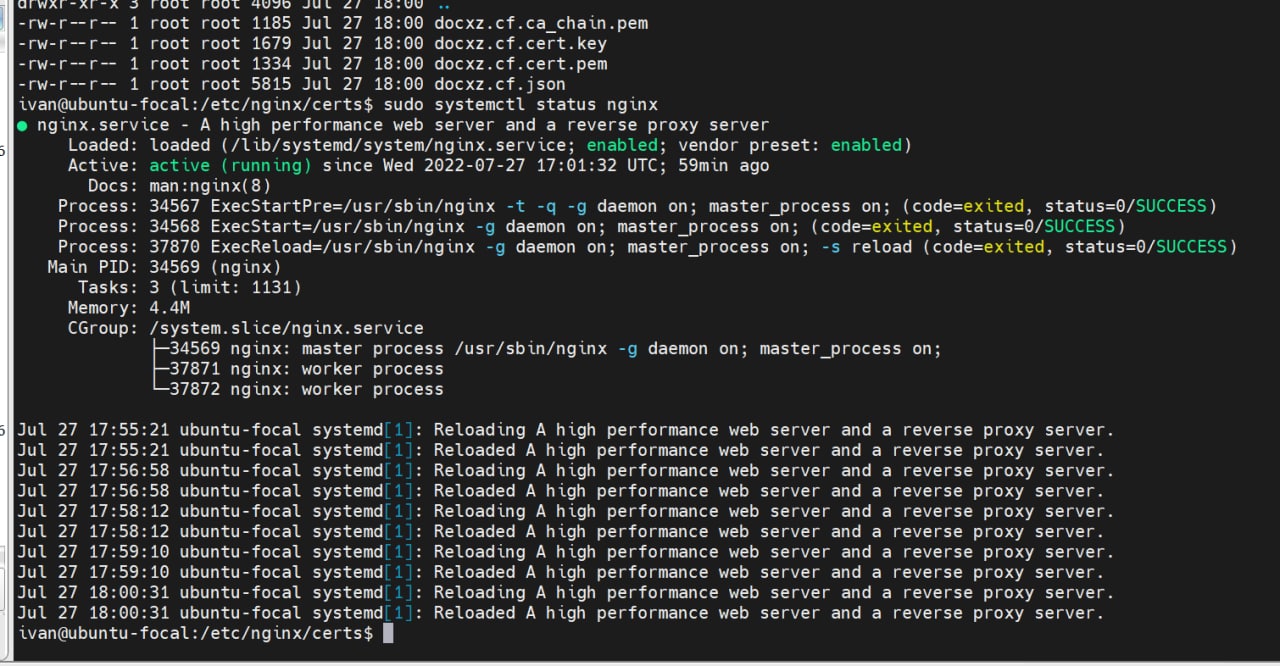 drwxr-xr-x 3 root root 4096 Jul 27 18:00 ..
-rw-r--r-- 1 root root 1185 Jul 27 18:00 docxz.cf.ca_chain.pem
-rw-r--r-- 1 root root 1679 Jul 27 18:00 docxz.cf.cert.key
-rw-r--r-- 1 root root 1334 Jul 27 18:00 docxz.cf.cert.pem
-rw-r--r-- 1 root root 5815 Jul 27 18:00 docxz.cf.json
ivan@ubuntu-focal:/etc/nginx/certs$ sudo systemctl status nginx
● nginx.service - A high performance web server and a reverse proxy server
Loaded: loaded (/lib/systemd/system/nginx.service; enabled; vendor preset: enabled)
Active: active (running) since Wed 2022-07-27 17:01:32 UTC; 59min ago
Docs: man:nginx(8)
Process: 34567 ExecStartPre=/usr/sbin/nginx -t -q -g daemon on; master_process on; (code=exited, status=0/SUCCESS)
Process: 34568 ExecStart=/usr/sbin/nginx -g daemon on; master_process on; (code=exited, status=0/SUCCESS)
Process: 37870 ExecReload=/usr/sbin/nginx -g daemon on; master_process on; -s reload (code=exited, status=0/SUCCESS)
Main PID: 34569 (nginx)
Tasks: 3 (limit: 1131)
Memory: 4.4M
CGroup: /system.slice/nginx.service
├─34569 nginx: master process /usr/sbin/nginx -g daemon on; master_process on;
├─37871 nginx: worker process
└─37872 nginx: worker process
Jul 27 17:55:21 ubuntu-focal systemd[1]: Reloading A high performance web server and a reverse proxy server.
Jul 27 17:55:21 ubuntu-focal systemd[1]: Reloaded A high performance web server and a reverse proxy server.
Jul 27 17:56:58 ubuntu-focal systemd[1]: Reloading A high performance web server and a reverse proxy server.
Jul 27 17:56:58 ubuntu-focal systemd[1]: Reloaded A high performance web server and a reverse proxy server.
Jul 27 17:58:12 ubuntu-focal systemd[1]: Reloading A high performance web server and a reverse proxy server.
Jul 27 17:58:12 ubuntu-focal systemd[1]: Reloaded A high performance web server and a reverse proxy server.
Jul 27 17:59:10 ubuntu-focal systemd[1]: Reloading A high performance web server and a reverse proxy server.
Jul 27 17:59:10 ubuntu-focal systemd[1]: Reloaded A high performance web server and a reverse proxy server.
Jul 27 18:00:31 ubuntu-focal systemd[1]: Reloading A high performance web server and a reverse proxy server.
Jul 27 18:00:31 ubuntu-focal systemd[1]: Reloaded A high performance web server and a reverse proxy server.
ivan@ubuntu-focal:/etc/nginx/certs$